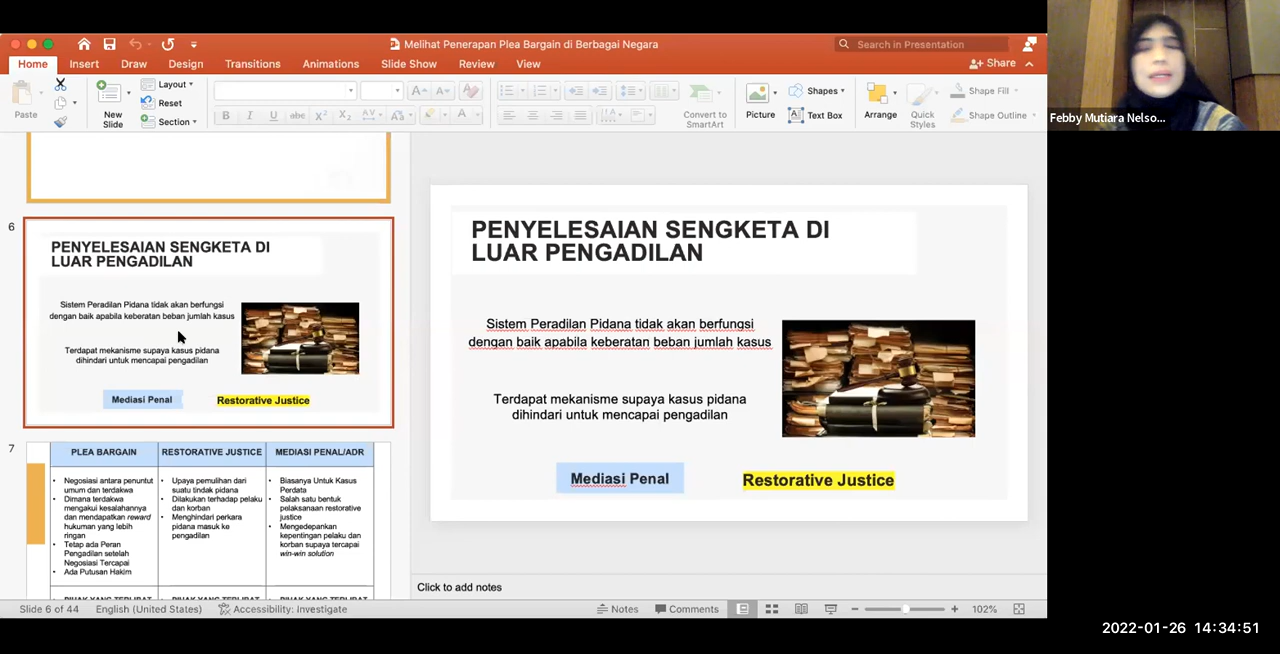 Melihat Penerapan Plea Bargain di Berbagai Negara
Search in Presentation
Home Insert Draw Design Transitions Animations Slide Show Review View
Share
Paste
New Slide
Layout
Reset
Section
Convert to SmartArt
Picture
Shapes
Text Box
Arrange
Quick Styles
Shape Fill
Shape Outline
Febby Mutiara Nelso...
6
PENYELESAIAN SENGKETA DI
LUAR PENGADILAN
Sistem Peradilan Pidana tidak akan berfungsi
dengan baik apabila keberatan beban jumlah kasus
Terdapat mekanisme supaya kasus pidana
dihindari untuk mencapai pengadilan
Mediasi Penal
Restorative Justice
7
PLEA BARGAIN
Negosiasi antara penuntut
umum dan terdakwa
Dimana terdakwa
mengakui kesalahannya
dan mendapatkan reward
hukuman yang lebih
ringan
Tetap ada Peran
Pengadilan setelah
Negosiasi Tercapai
Ada Putusan Hakim
RESTORATIVE JUSTICE
Upaya pemulihan dari
suatu tindak pidana
Dilakukan terhadap pelaku
dan korban
Menghindari perkara
pidana masuk ke
pengadilan
MEDIASI PENAL/ADR
Biasanya Untuk Kasus
Perdata
Salah satu bentuk
pelaksanaan restorative
justice
Mengedepankan
kepentingan pelaku dan
korban supaya tercapai
win-win solution
PENYELESAIAN SENGKETA DI
LUAR PENGADILAN
Sistem Peradilan Pidana tidak akan berfungsi
dengan baik apabila keberatan beban jumlah kasus
Terdapat mekanisme supaya kasus pidana
dihindari untuk mencapai pengadilan
Mediasi Penal
Restorative Justice
Click to add notes
Slide 6 of 44 English (United States) Accessibility: Investigate
Notes Comments 102%
2022-01-26 14:34:51